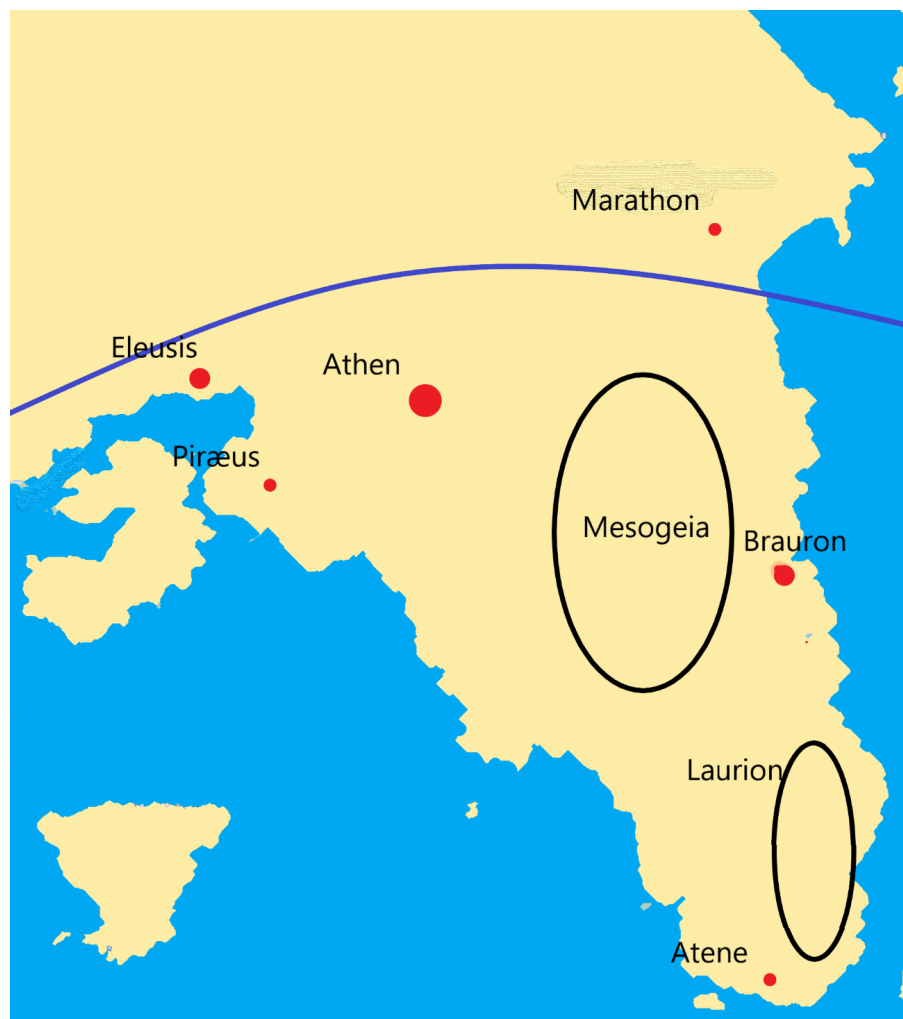 Marathon
Eleusis
Athen
Piræus
Mesogeia
Brauron
Laurion
Atene